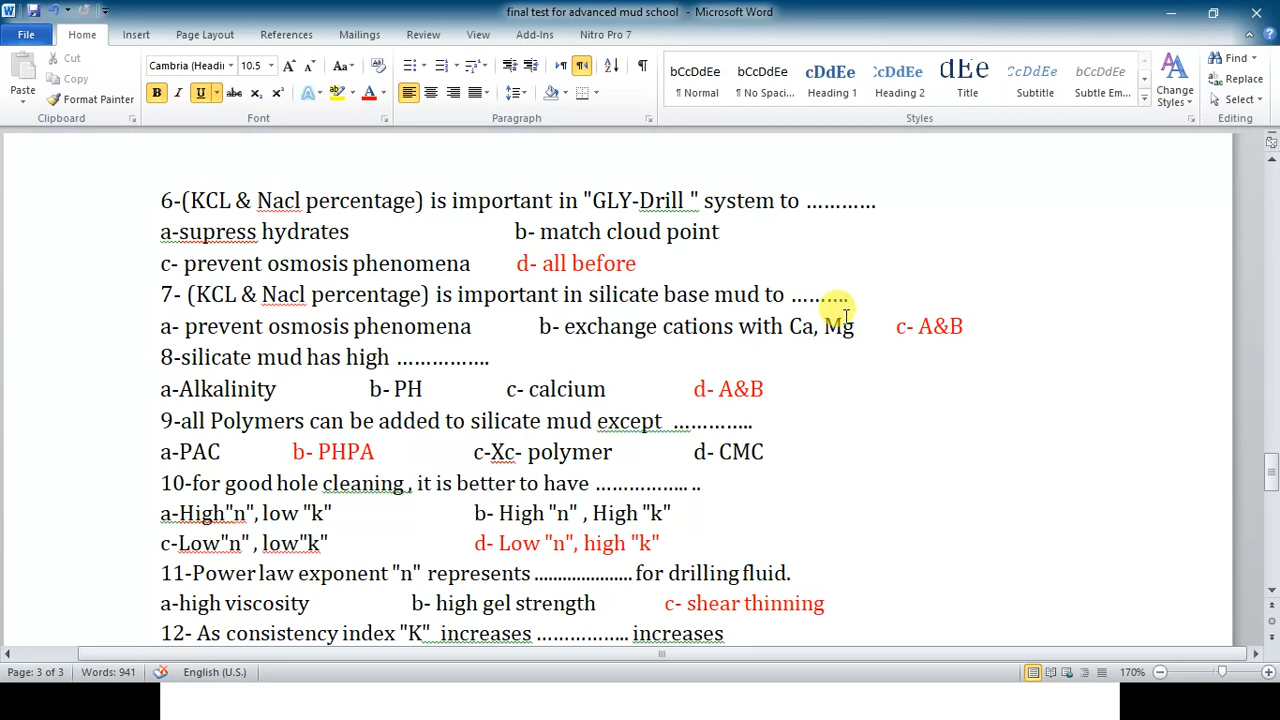 final test for advanced mud school - Microsoft Word
File Home Insert Page Layout References Mailings Review View Add-Ins Nitro Pro 7
Cut
Copy
Format Painter
Paste
Clipboard
Cambria (Headi 10.5
Font
Paragraph
cCcDdEe cCcDdEe cDdEe CcDdEe dEe CcDdEe cCcDdEe
¶ Normal ¶ No Spaci... Heading 1 Heading 2 Title Subtitle Subtle Em...
Styles
Change Styles
Find
Replace
Select
Editing
6-(KCL & Nacl percentage) is important in "GLY-Drill " system to …………
a-supress hydrates b- match cloud point
c- prevent osmosis phenomena d- all before
7- (KCL & Nacl percentage) is important in silicate base mud to ……….
a- prevent osmosis phenomena b- exchange cations with Ca, Mg c- A&B
8-silicate mud has high …………….
a-Alkalinity b- PH c- calcium d- A&B
9-all Polymers can be added to silicate mud except …………..
a-PAC b- PHPA c-Xc- polymer d- CMC
10-for good hole cleaning , it is better to have …………….. ..
a-High"n", low "k" b- High "n" , High "k"
c-Low"n" , low"k" d- Low "n", high "k"
11-Power law exponent "n" represents ..................... for drilling fluid.
a-high viscosity b- high gel strength c- shear thinning
12- As consistency index "K" increases …………….. increases
Page: 3 of 3 Words: 941 English (U.S.) 170%